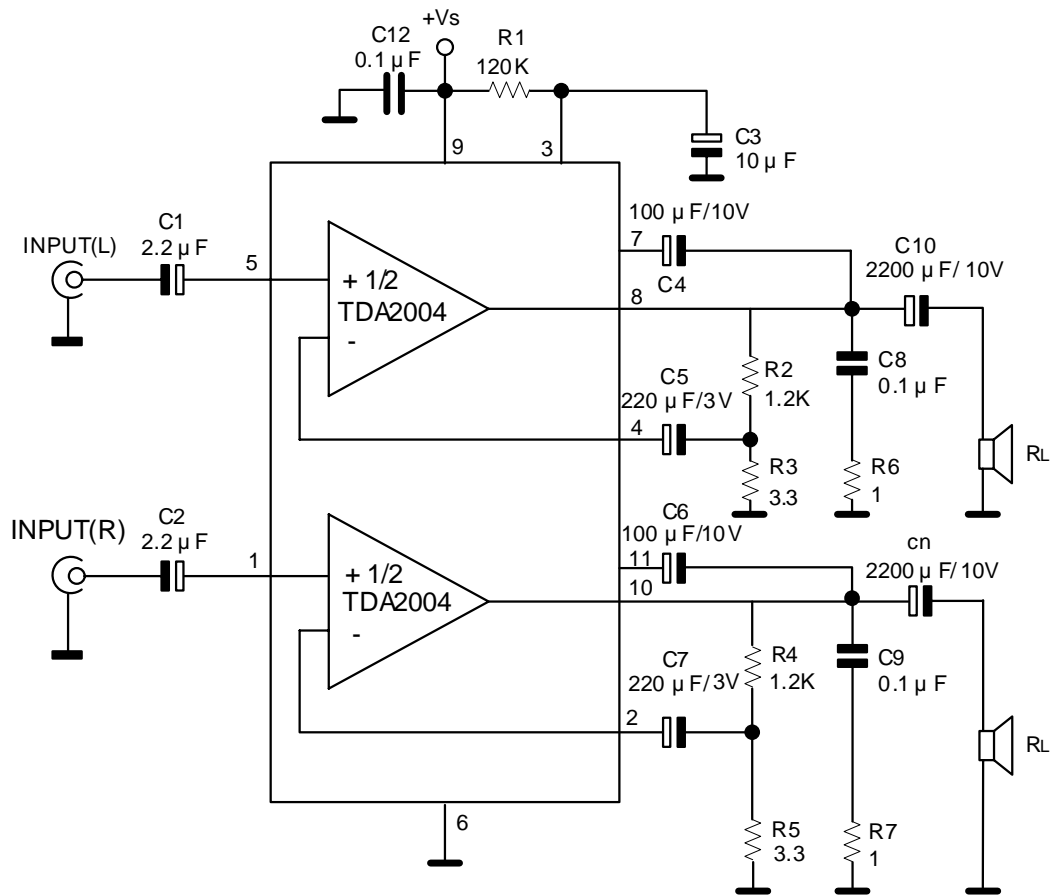 +Vs
C12
0.1 µF
R1
120K
9
3
C3
10 µ F
INPUT(L)
C1
2.2 µ F
5
+ 1/2
TDA2004
-
100 µ F/10V
7
C4
8
C10
2200 µ F/ 10V
C8
0.1 µ F
R2
1.2K
C5
220 µ F/3V
4
R3
3.3
R6
1
RL
INPUT(R)
C2
2.2 µ F
1
+ 1/2
TDA2004
-
C6
100 µ F/10V
11
10
cn
2200 µ F/ 10V
C7
220 µ F/3V
2
R4
1.2K
C9
0.1 µ F
RL
6
R5
3.3
R7
1